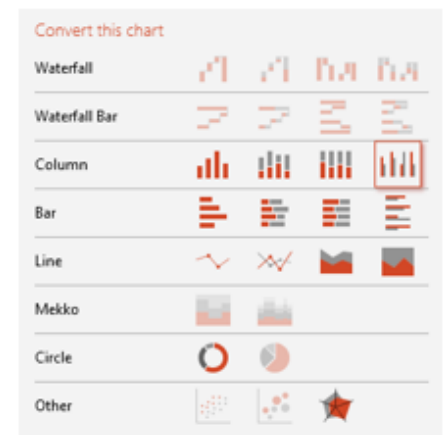 Convert this chart
Waterfall
Waterfall Bar
Column
Bar
Line
Mekko
Circle
Other